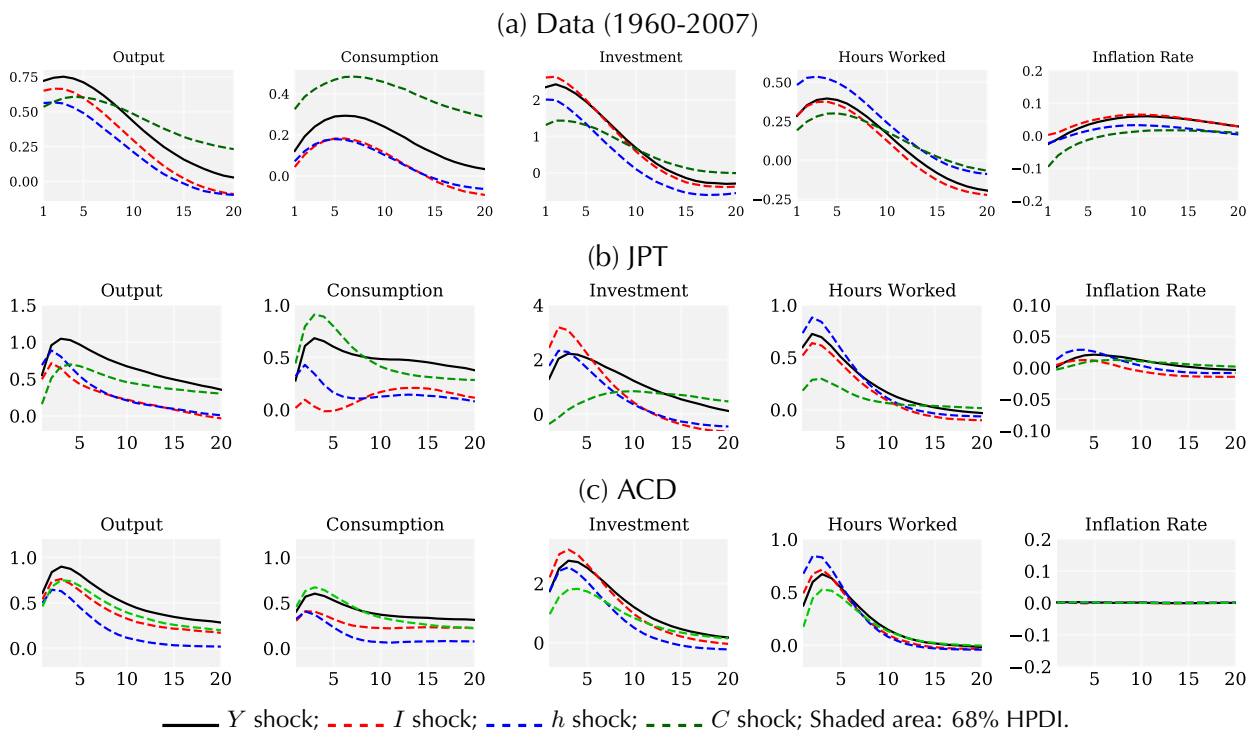 (a) Data (1960-2007)
Output Consumption Investment Hours Worked Inflation Rate
0.75 0.50 0.25 0.00
1 5 10 15 20
0.4 0.2 0.0
1 5 10 15 20
2 1 0
1 5 10 15 20
0.50 0.25 0.00 −0.25
1 5 10 15 20
0.2 0.1 0.0 −0.1 −0.2
1 5 10 15 20
(b) JPT
Output Consumption Investment Hours Worked Inflation Rate
1.5 1.0 0.5 0.0
5 10 15 20
1.0 0.5 0.0
5 10 15 20
4 2 0
5 10 15 20
1.0 0.5 0.0
5 10 15 20
0.10 0.05 0.00 −0.05 −0.10
5 10 15 20
(c) ACD
Output Consumption Investment Hours Worked Inflation Rate
1.0 0.5 0.0
5 10 15 20
1.0 0.5 0.0
5 10 15 20
2 0
5 10 15 20
1.0 0.5 0.0
5 10 15 20
0.2 0.1 0.0 −0.1 −0.2
5 10 15 20
Y shock; I shock; h shock; C shock; Shaded area: 68% HPDI.